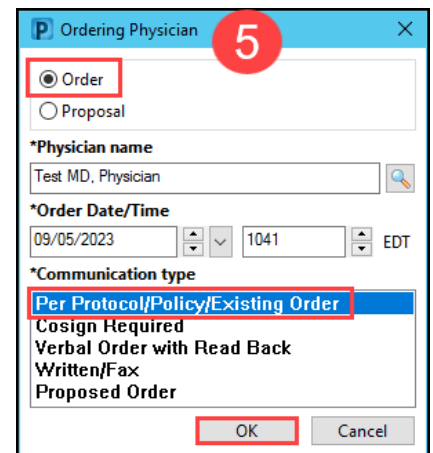 P Ordering Physician
5
Order
Proposal
*Physician name
Test MD, Physician
*Order Date/Time
09/05/2023 1041 EDT
*Communication type
Per Protocol/Policy/Existing Order
Cosign Required
Verbal Order with Read Back
Written/Fax
Proposed Order
OK Cancel